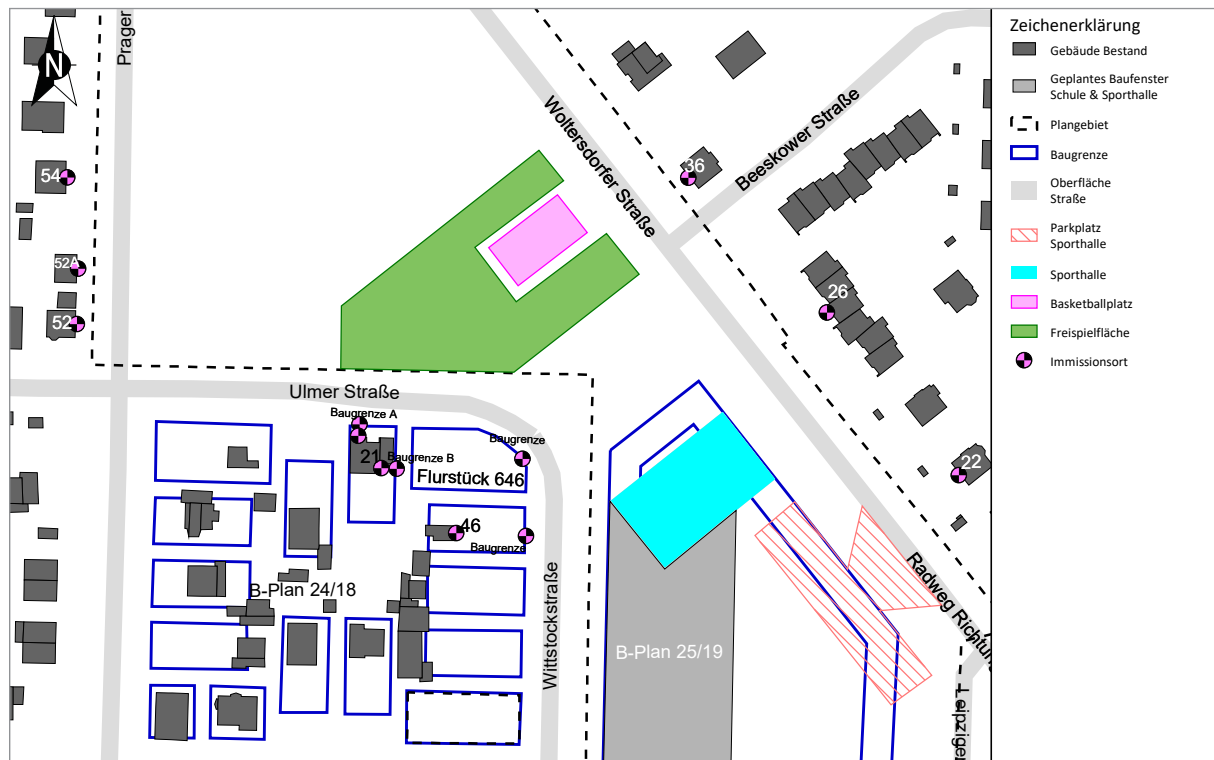 Prager
N
54
52A
52
Woltersdorfer Straße
36
Beeskower Straße
26
22
Ulmer Straße
Baugrenze A
21
Baugrenze B
Baugrenze
Flurstück 646
46
Baugrenze
B-Plan 24/18
Wittstockstraße
B-Plan 25/19
Radweg Richtun
Leipziger
Zeichenerklärung
Gebäude Bestand
Geplantes Baufenster
Schule & Sporthalle
Plangebiet
Baugrenze
Oberfläche
Straße
Parkplatz
Sporthalle
Sporthalle
Basketballplatz
Freispielfläche
Immissionsort